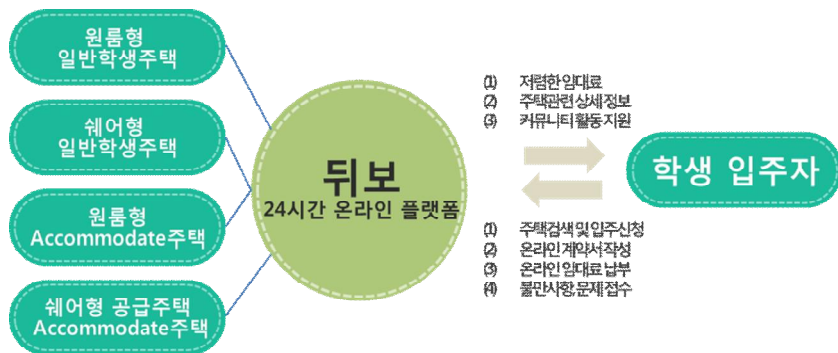 원룸형
일반학생주택
쉐어형
일반학생주택
원룸형
Accommodate주택
쉐어형 공급주택
Accommodate주택
뒤보
24시간 온라인 플랫폼
(1) 저렴한 임대료
(2) 주택관련 상세정보
(3) 커뮤니티 활동 지원
(1) 주택검색 및 입주신청
(2) 온라인 계약서 작성
(3) 온라인 임대료 납부
(4) 불만사항, 문제 접수
학생 입주자